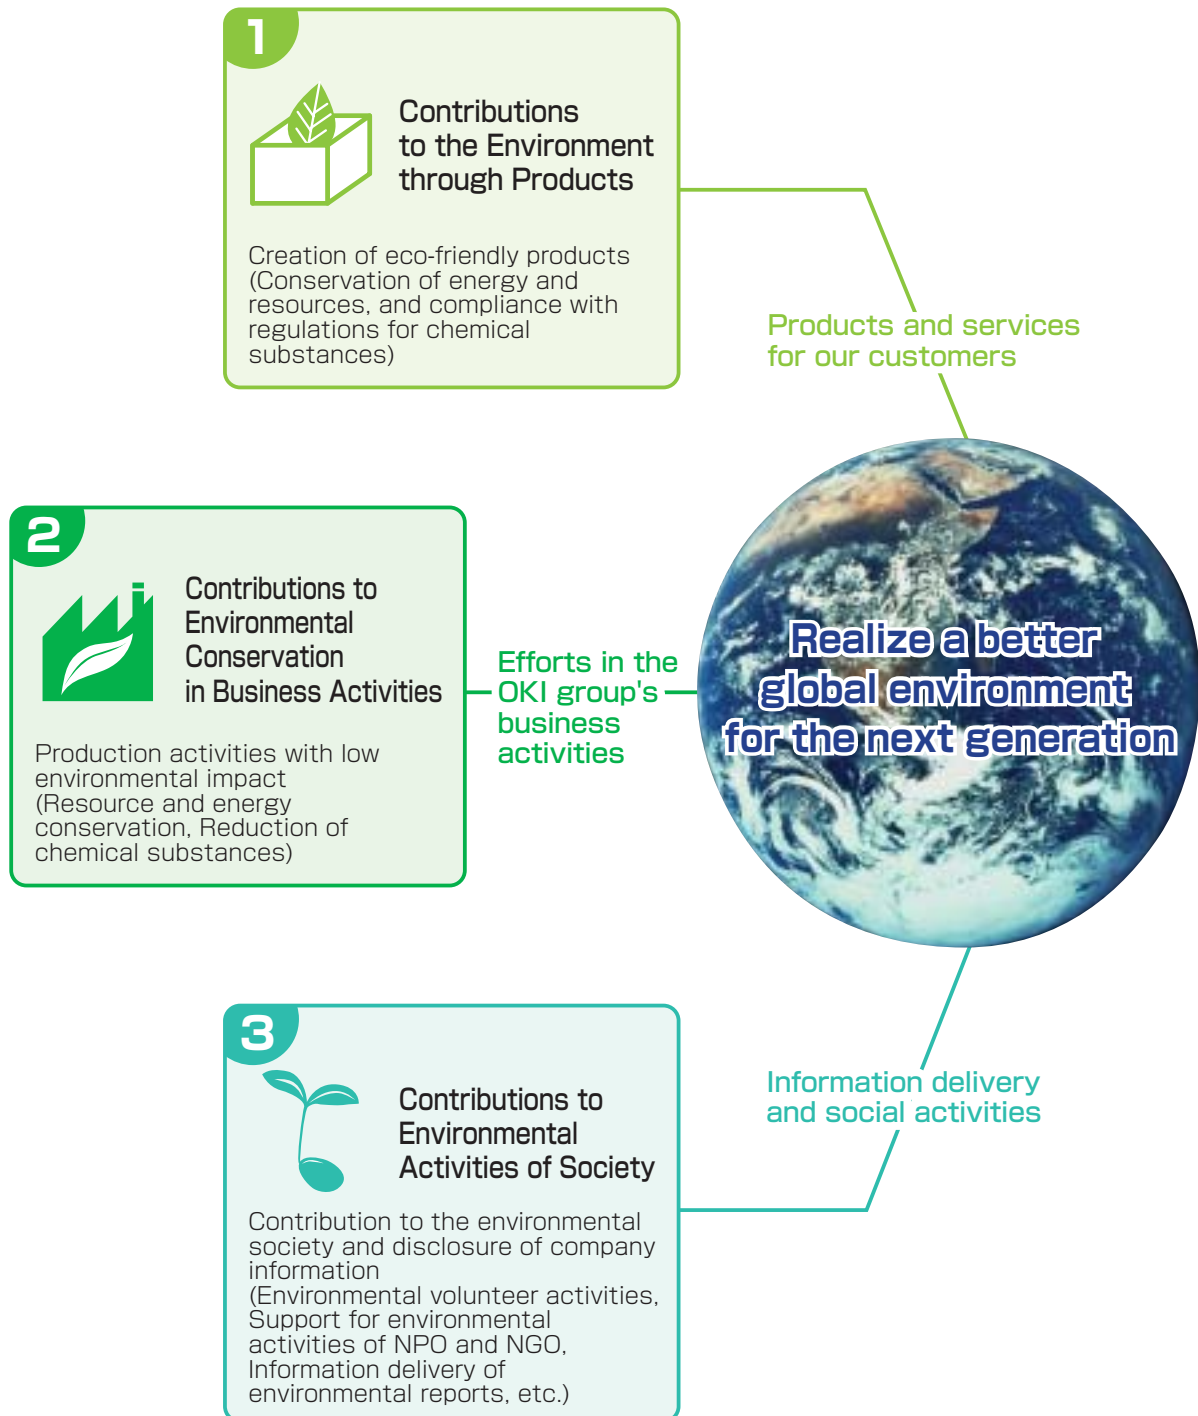 1
Contributions
to the Environment
through Products
Creation of eco-friendly products
(Conservation of energy and
resources, and compliance with
regulations for chemical
substances)
Products and services
for our customers
2
Contributions to
Environmental
Conservation
in Business Activities
Production activities with low
environmental impact
(Resource and energy
conservation, Reduction of
chemical substances)
Efforts in the
OKI group's
business
activities
Realize a better
global environment
for the next generation
3
Contributions to
Environmental
Activities of Society
Contribution to the environmental
society and disclosure of company
information
(Environmental volunteer activities,
Support for environmental
activities of NPO and NGO,
Information delivery of
environmental reports, etc.)
Information delivery
and social activities